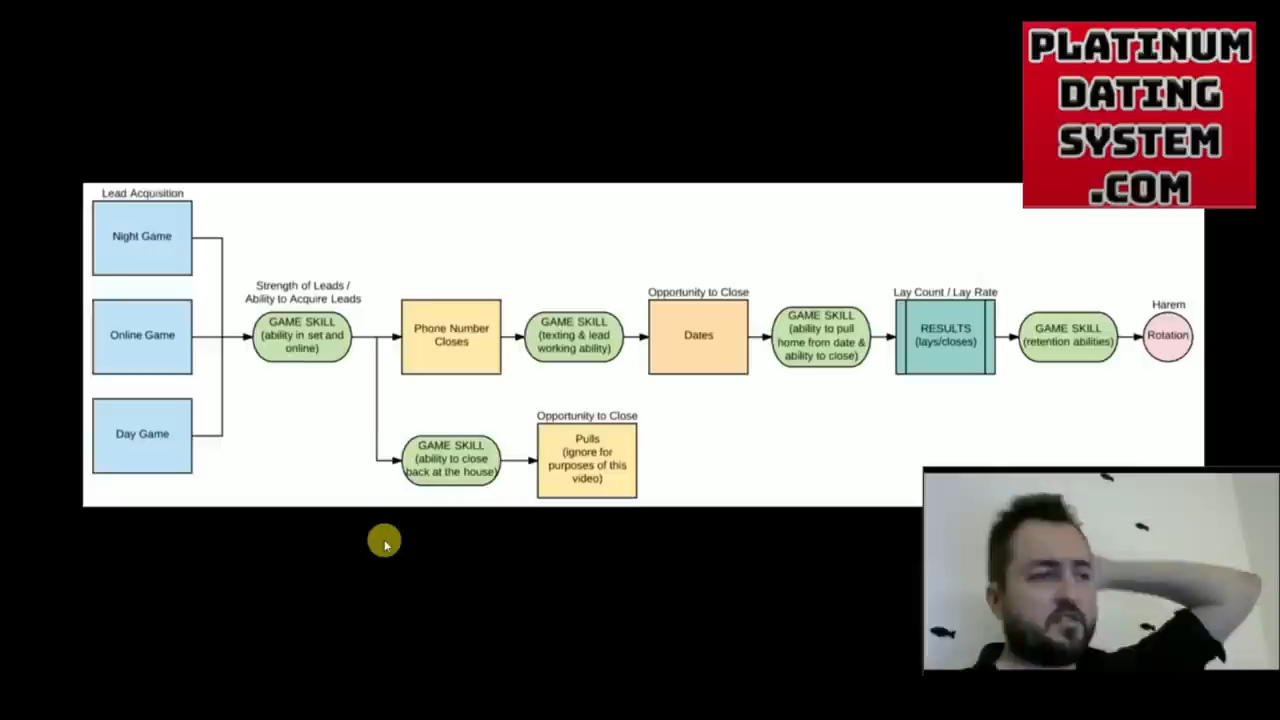 PLATINUM
DATING
SYSTEM
.COM
Lead Acquisition
Night Game
Online Game
Day Game
Strength of Leads /
Ability to Acquire Leads
GAME SKILL
(ability in set and
online)
Phone Number
Closes
GAME SKILL
(texting & lead
working ability)
Opportunity to Close
Dates
GAME SKILL
(ability to pull
home from date &
ability to close)
Lay Count / Lay Rate
RESULTS
(lays/closes)
GAME SKILL
(retention abilities)
Harem
Rotation
GAME SKILL
(ability to close
back at the house)
Opportunity to Close
Pulls
(ignore for
purposes of this
video)